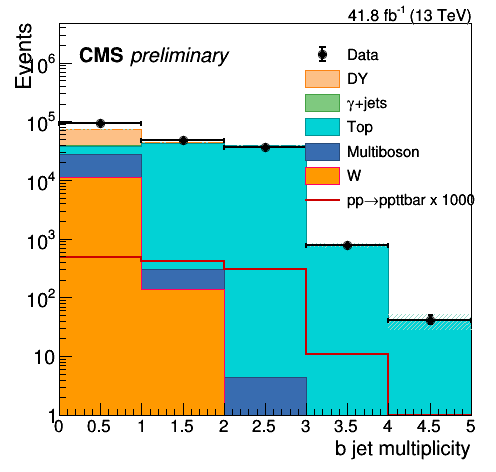 41.8 fb⁻¹ (13 TeV)
Events
CMS preliminary
Data
DY
γ+jets
Top
Multiboson
W
pp→ppttbar x 1000
10⁶
10⁵
10⁴
10³
10²
10
1
0 0.5 1 1.5 2 2.5 3 3.5 4 4.5 5
b jet multiplicity